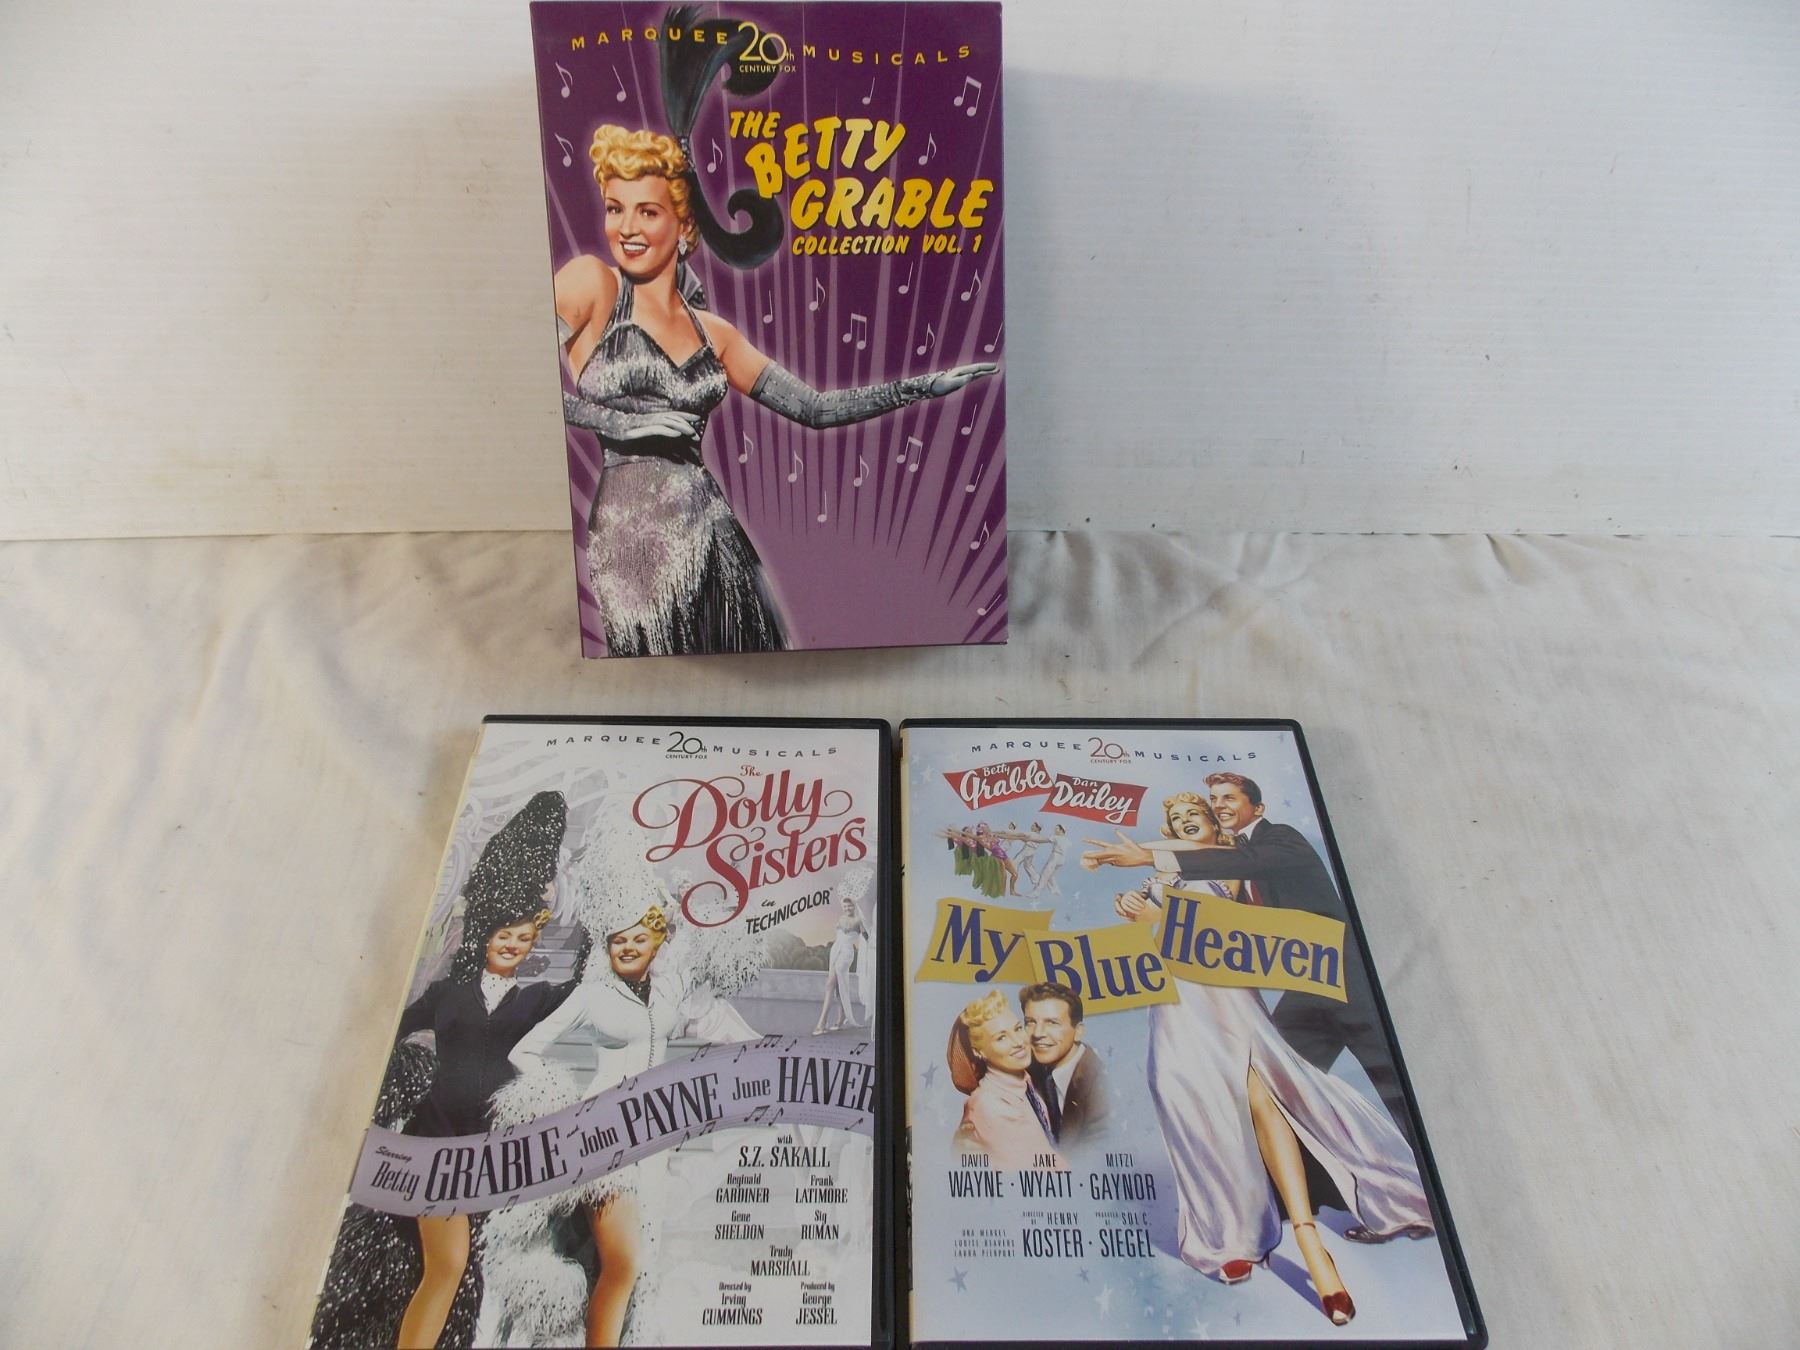 MARQUEE 20th CENTURY FOX MUSICALS
THE
BETTY
GRABLE
COLLECTION VOL. 1
MARQUEE 20th CENTURY FOX MUSICALS
The
Dolly
Sisters
in
TECHNICOLOR
Starring
Betty GRABLE and John PAYNE June HAVER
with
S.Z. SAKALL
Reginald GARDINER
Frank LATIMORE
Gene SHELDON
Sig RUMAN
Trudy
MARSHALL
Directed by
Irving
CUMMINGS
Produced by
George
JESSEL
MARQUEE 20th CENTURY FOX MUSICALS
Betty Grable
Dan Dailey
My Blue Heaven
DAVID WAYNE · JANE WYATT · MITZI GAYNOR
UNA MERKEL
LOUISE BEAVERS
LAURA PIERPONT
DIRECTED BY HENRY KOSTER · PRODUCED BY SOL C. SIEGEL